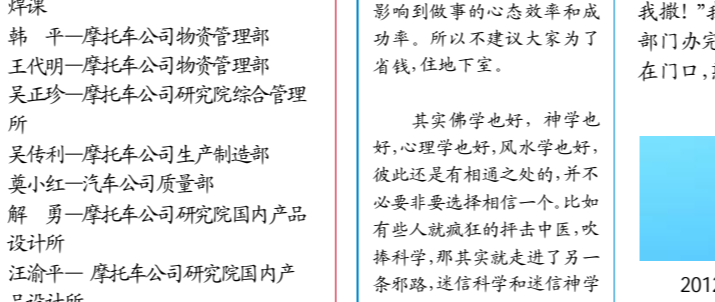 焊课
韩　平—摩托车公司物资管理部
王代明—摩托车公司物资管理部
吴正珍—摩托车公司研究院综合管理
所
吴传利—摩托车公司生产制造部
奠小红—汽车公司质量部
解　勇—摩托车公司研究院国内产品
设计所
汪渝平— 摩托车公司研究院国内产
品设计所
影响到做事的心态效率和成
功率。所以不建议大家为了
省钱，住地下室。
其实佛学也好，神学也
好，心理学也好，风水学也好，
彼此还是有相通之处的，并不
必要非要选择相信一个。比如
有些人就疯狂的抨击中医，吹
捧科学，那其实就走进了另一
条邪路，迷信科学和迷信神学
我撒！”
部门办完
在门口，
2012